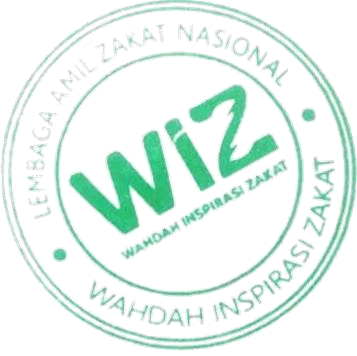 LEMBAGA AMIL ZAKAT NASIONAL
WiZ
WAHDAH INSPIRASI ZAKAT
WAHDAH INSPIRASI ZAKAT